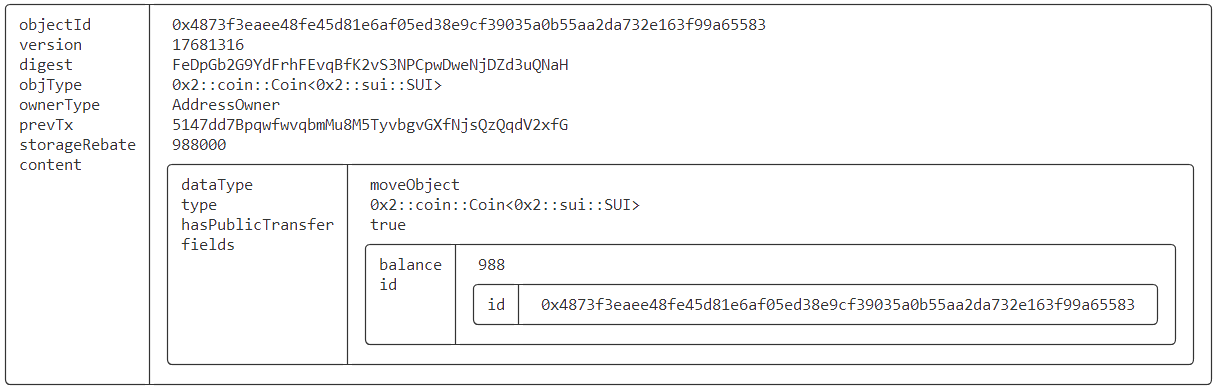 objectId 0x4873f3eaee48fe45d81e6af05ed38e9cf39035a0b55aa2da732e163f99a65583
version 17681316
digest FeDpGb2G9YdFrhFEvqBfK2vS3NPCpwDweNjDZd3uQNaH
objType 0x2::coin::Coin<0x2::sui::SUI>
ownerType AddressOwner
prevTx 5147dd7BpqwfwvqbmMu8M5TyvbgvGXfNjsQzQqdV2xfG
storageRebate 988000
content
dataType moveObject
type 0x2::coin::Coin<0x2::sui::SUI>
hasPublicTransfer true
fields
balance 988
id
id 0x4873f3eaee48fe45d81e6af05ed38e9cf39035a0b55aa2da732e163f99a65583